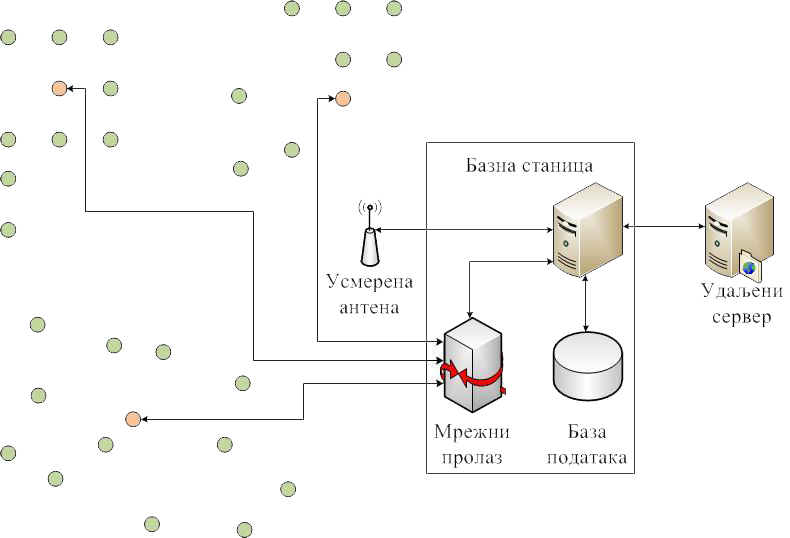 Базна станица
Усмерена
антена
Удаљени
сервер
Мрежни
пролаз
База
података